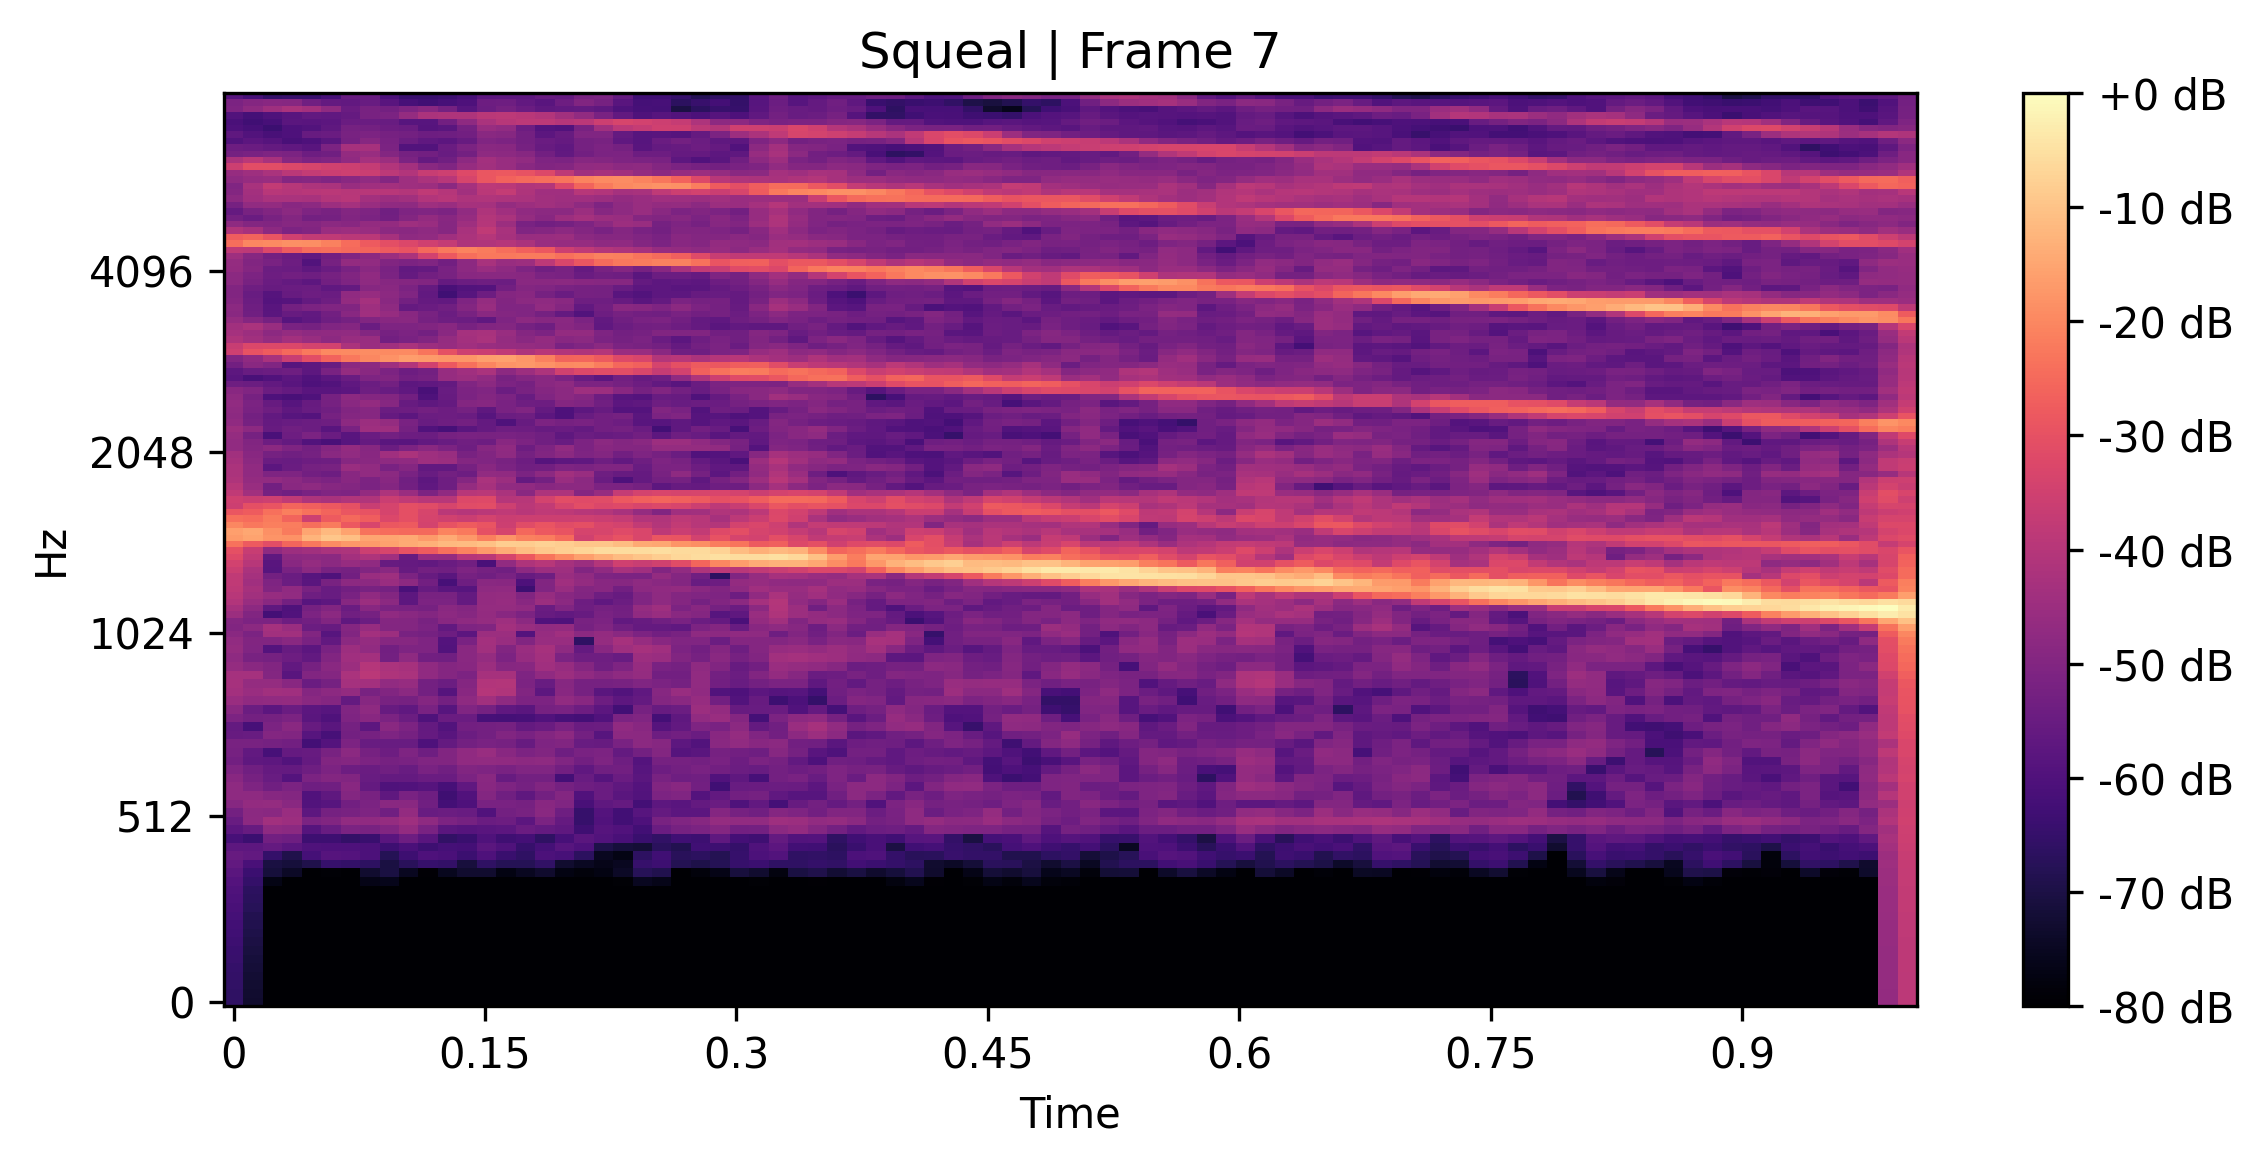 Squeal | Frame 7
Hz
4096
2048
1024
512
0
0 0.15 0.3 0.45 0.6 0.75 0.9
Time
+0 dB
-10 dB
-20 dB
-30 dB
-40 dB
-50 dB
-60 dB
-70 dB
-80 dB